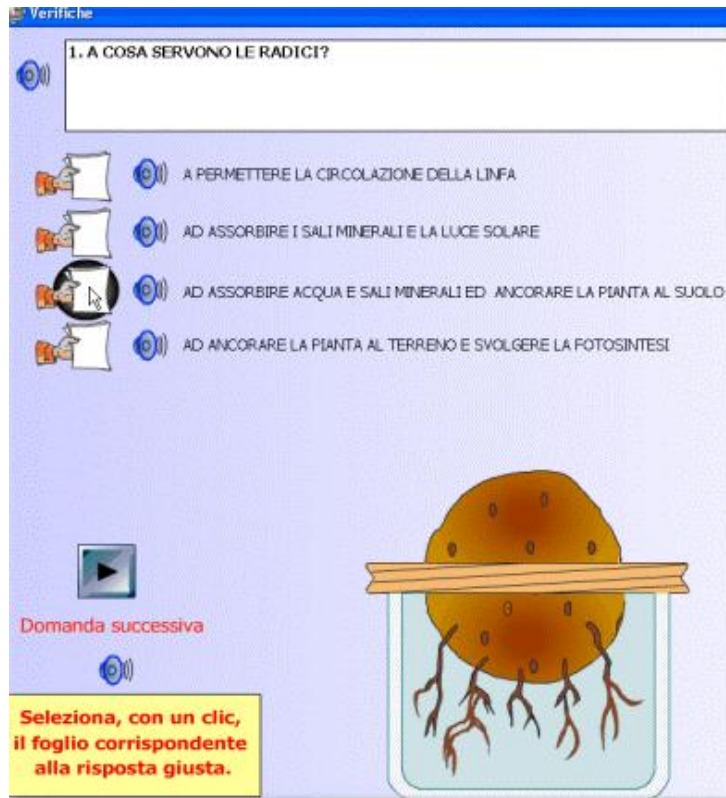 Verifiche
1. A COSA SERVONO LE RADICI?
A PERMETTERE LA CIRCOLAZIONE DELLA LINFA
AD ASSORBIRE I SALI MINERALI E LA LUCE SOLARE
AD ASSORBIRE ACQUA E SALI MINERALI ED ANCORARE LA PIANTA AL SUOLO
AD ANCORARE LA PIANTA AL TERRENO E SVOLGERE LA FOTOSINTESI
Domanda successiva
Seleziona, con un clic,
il foglio corrispondente
alla risposta giusta.